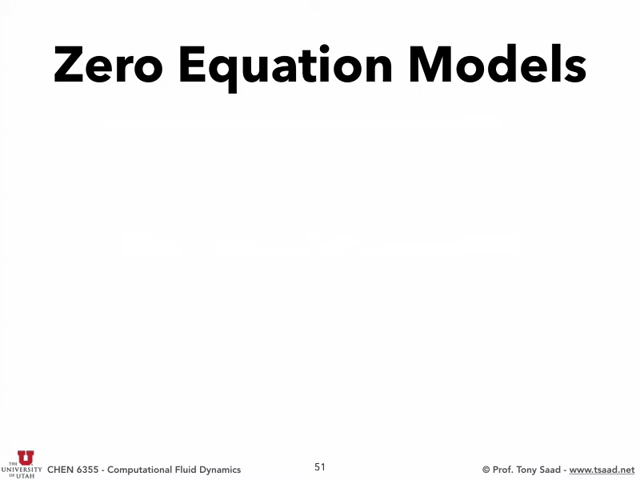 Zero Equation Models
THE
UNIVERSITY
OF UTAH
CHEN 6355 - Computational Fluid Dynamics
51
© Prof. Tony Saad - www.tsaad.net